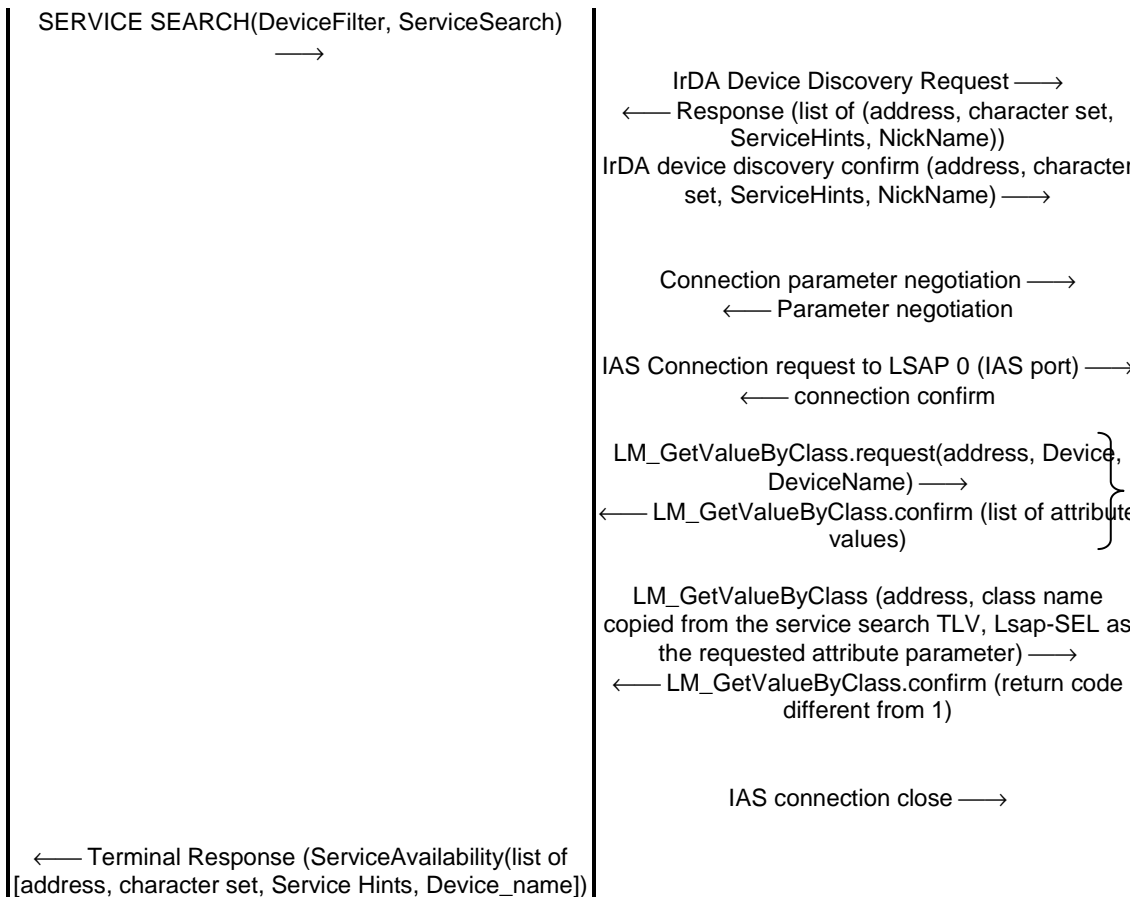 SERVICE SEARCH(DeviceFilter, ServiceSearch)
⟶
IrDA Device Discovery Request ⟶
⟵ Response (list of (address, character set,
ServiceHints, NickName))
IrDA device discovery confirm (address, character
set, ServiceHints, NickName) ⟶
Connection parameter negotiation ⟶
⟵ Parameter negotiation
IAS Connection request to LSAP 0 (IAS port) ⟶
⟵ connection confirm
LM_GetValueByClass.request(address, Device,
DeviceName) ⟶
⟵ LM_GetValueByClass.confirm (list of attribute
values)
LM_GetValueByClass (address, class name
copied from the service search TLV, Lsap-SEL as
the requested attribute parameter) ⟶
⟵ LM_GetValueByClass.confirm (return code
different from 1)
IAS connection close ⟶
⟵ Terminal Response (ServiceAvailability(list of
[address, character set, Service Hints, Device_name])